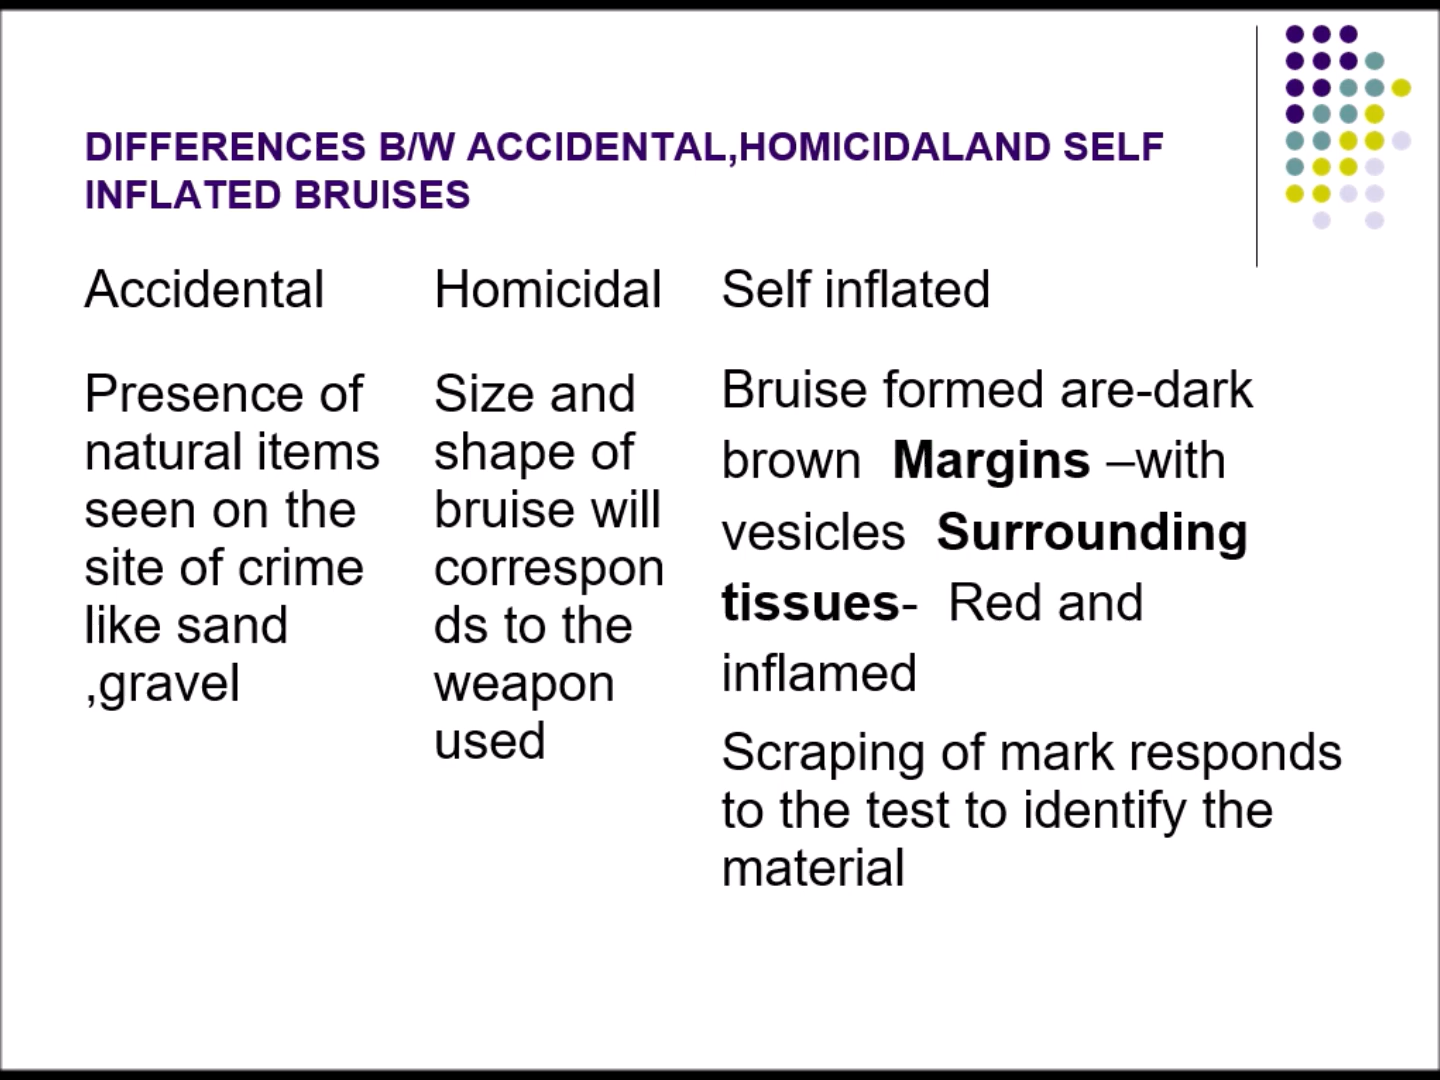 DIFFERENCES B/W ACCIDENTAL,HOMICIDALAND SELF
INFLATED BRUISES
Accidental
Presence of
natural items
seen on the
site of crime
like sand
,gravel
Homicidal
Size and
shape of
bruise will
correspon
ds to the
weapon
used
Self inflated
Bruise formed are-dark
brown Margins –with
vesicles Surrounding
tissues- Red and
inflamed
Scraping of mark responds
to the test to identify the
material